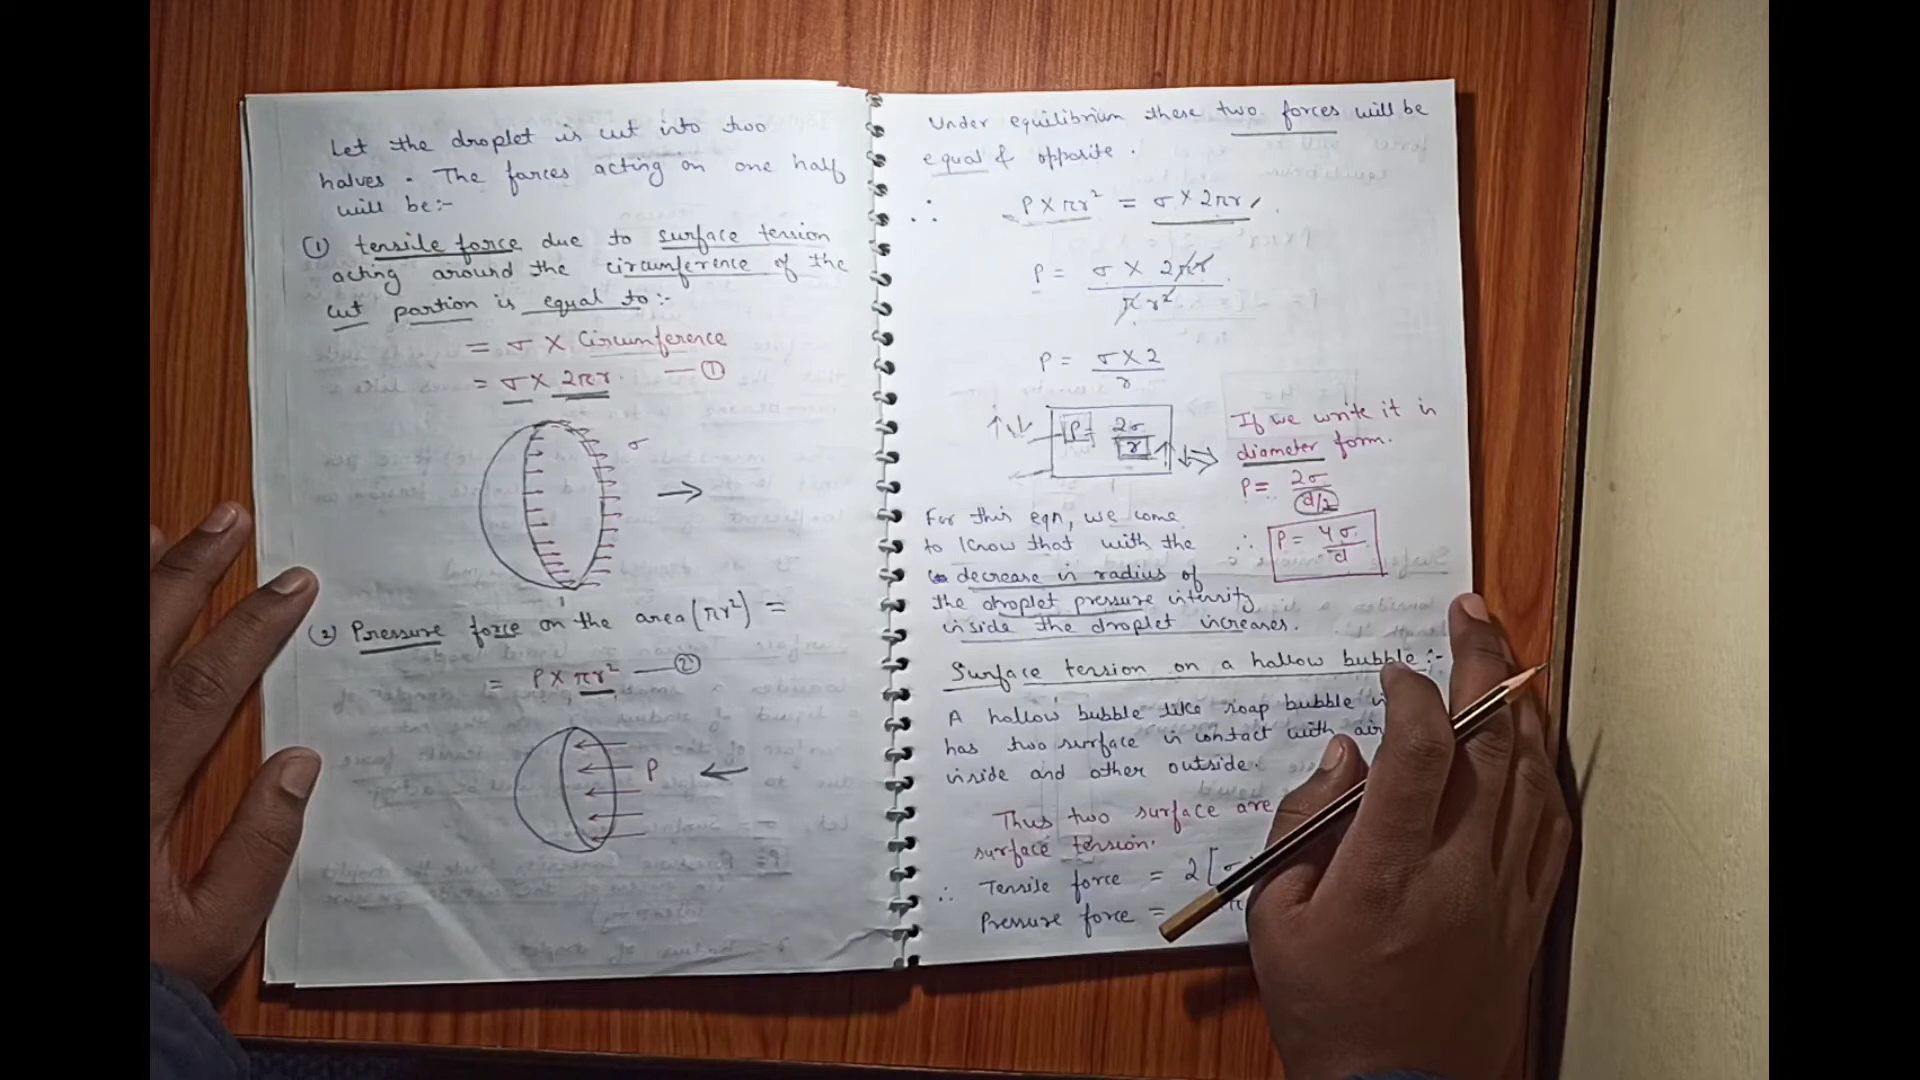 Let the droplet is cut into two
halves. The forces acting on one half
will be:-
(1) tensile force due to surface tension
acting around the circumference of the
cut portion is equal to:-
= σ × Circumference
= σ × 2πr. — ①
σ
(2) Pressure force on the area (πr²) =
= P × πr² — ②
P
Under equilibrium these two forces will be
equal & opposite.
∴ P × πr² = σ × 2πr
P = σ × 2πr / πr²
P = σ × 2 / r
P = 2σ / r
If we write it in
diameter form.
P = 2σ / d/2
∴ P = 4σ / d
For this eqn, we come
to know that with the
decrease in radius of
the droplet pressure intensity
inside the droplet increases.
Surface tension on a hollow bubble:-
A hollow bubble like soap bubble
has two surface in contact with air
inside and other outside.
Thus two surface are
surface tension.
∴ Tensile force = 2[σ
Pressure force =